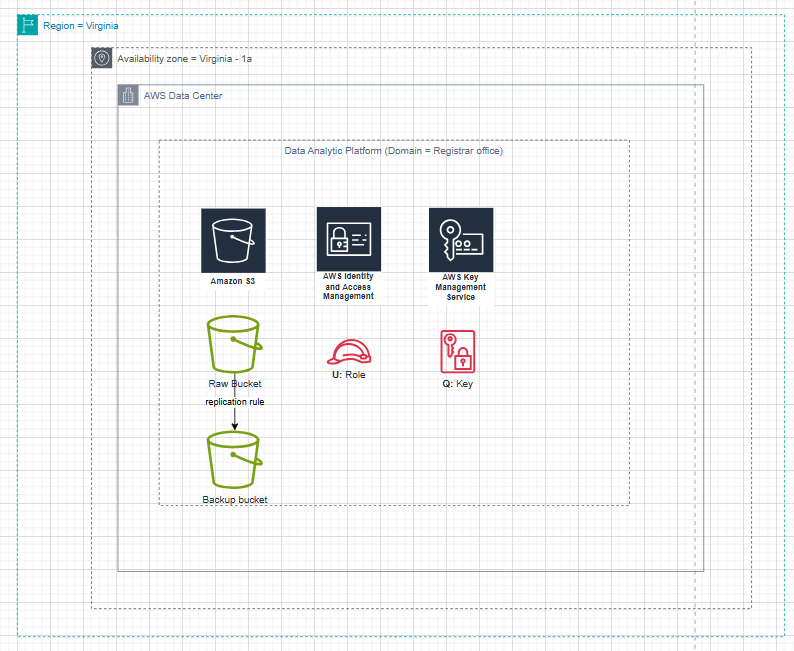 Region = Virginia
Availability zone = Virginia - 1a
AWS Data Center
Data Analytic Platform (Domain = Registrar office)
Amazon S3
AWS Identity
and Access
Management
AWS Key
Management
Service
Raw Bucket
U: Role
Q: Key
replication rule
Backup bucket